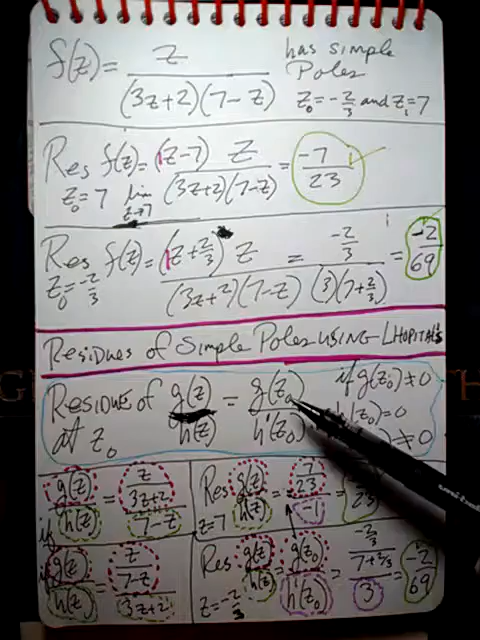 f(z) = z / (3z+2)(7-z) has simple Poles z₀ = -2/3 and z₁ = 7
Res f(z) = (z-7) z / (3z+2)(7-z) = -7/23
z₀ = 7 lim z→7
Res f(z) = (z+2/3) z / (3z+2)(7-z) = -2/3 / (3)(7+2/3) = -2/69
z₀ = -2/3
Residues of Simple Poles USING LHOPITAL'S
RESIDUE OF g(z)/h(z) = g(z₀)/h'(z₀) if g(z₀) ≠ 0
at z₀ h(z₀) = 0
≠ 0
if g(z)/h(z) = z/3z+2 / 7-z
Res g(z)/h(z) = 7/23 / -1 =
z=7
if g(z)/h(z) = z/7-z / 3z+2
Res g(z)/h(z) = g(z₀)/h'(z₀) = -2/3 / 7+2/3 / 3 = -2/69
z = -2/3